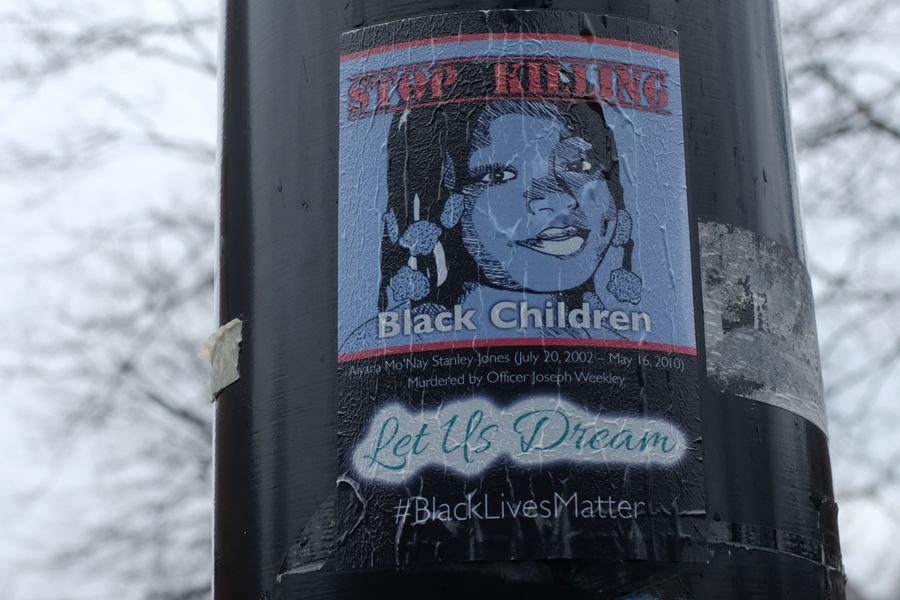 STOP KILLING
Black Children
Aiyana Mo'Nay Stanley-Jones (July 20, 2002 – May 16, 2010)
Murdered by Officer Joseph Weekley
Let Us Dream
#BlackLivesMatter